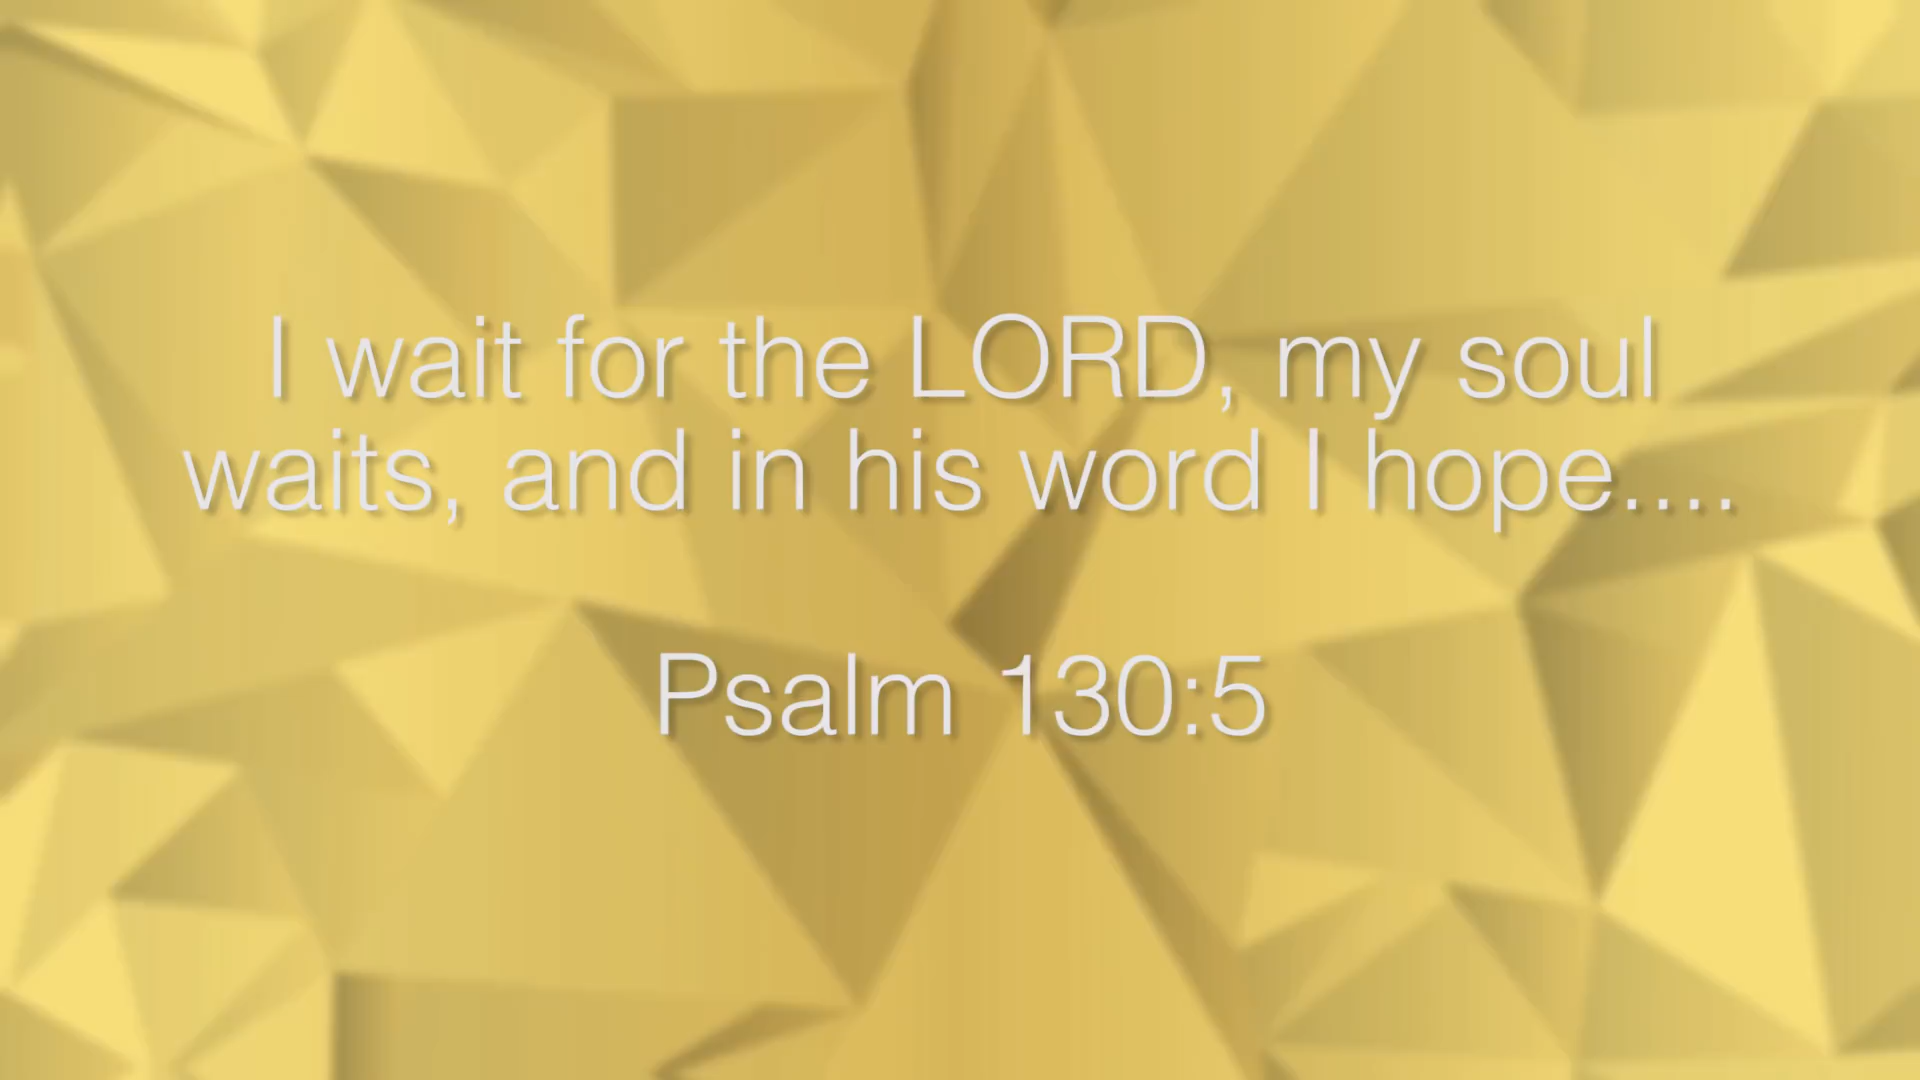 I wait for the LORD, my soul
waits, and in his word I hope....
Psalm 130:5